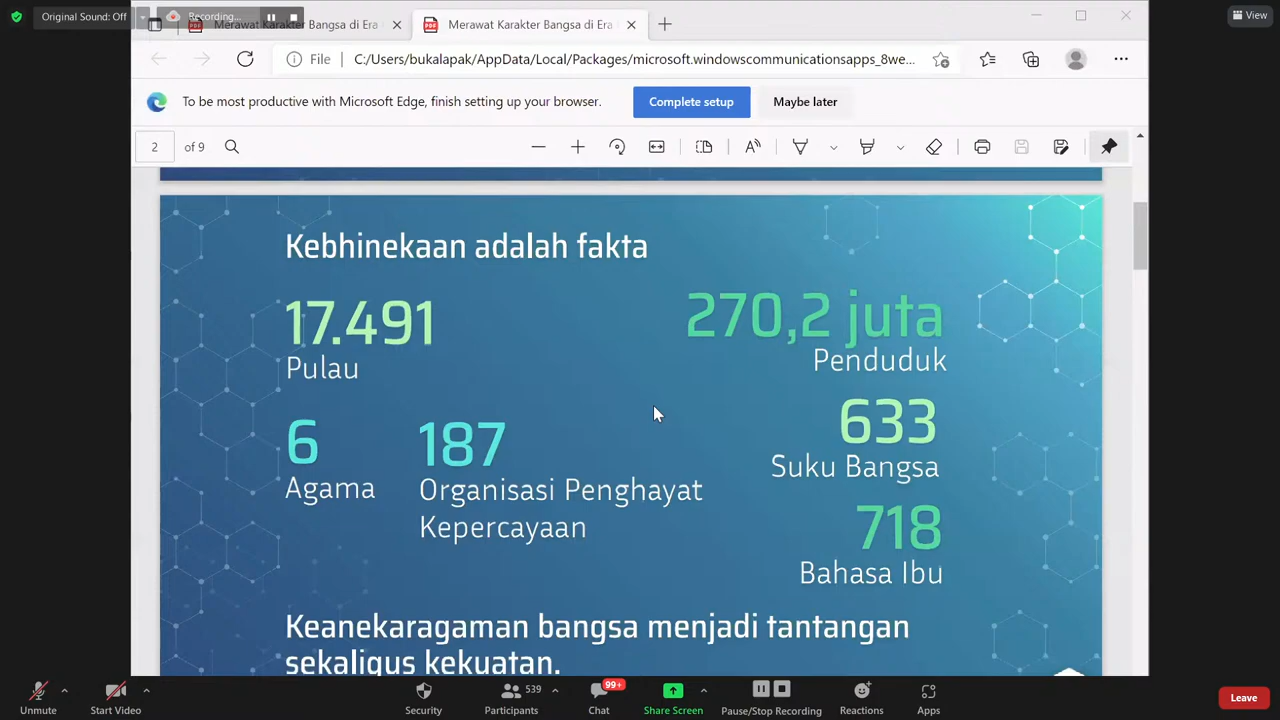 Original Sound: Off
Recording...
View
Merawat Karakter Bangsa di Era
Merawat Karakter Bangsa di Era
File
C:/Users/bukalapak/AppData/Local/Packages/microsoft.windowscommunicationsapps_8we...
To be most productive with Microsoft Edge, finish setting up your browser.
Complete setup
Maybe later
2
of 9
Kebhinekaan adalah fakta
17.491
Pulau
270,2 juta
Penduduk
6
Agama
187
Organisasi Penghayat
Kepercayaan
633
Suku Bangsa
718
Bahasa Ibu
Keanekaragaman bangsa menjadi tantangan
sekaligus kekuatan.
Unmute
Start Video
Security
539
Participants
99+
Chat
Share Screen
Pause/Stop Recording
Reactions
Apps
Leave